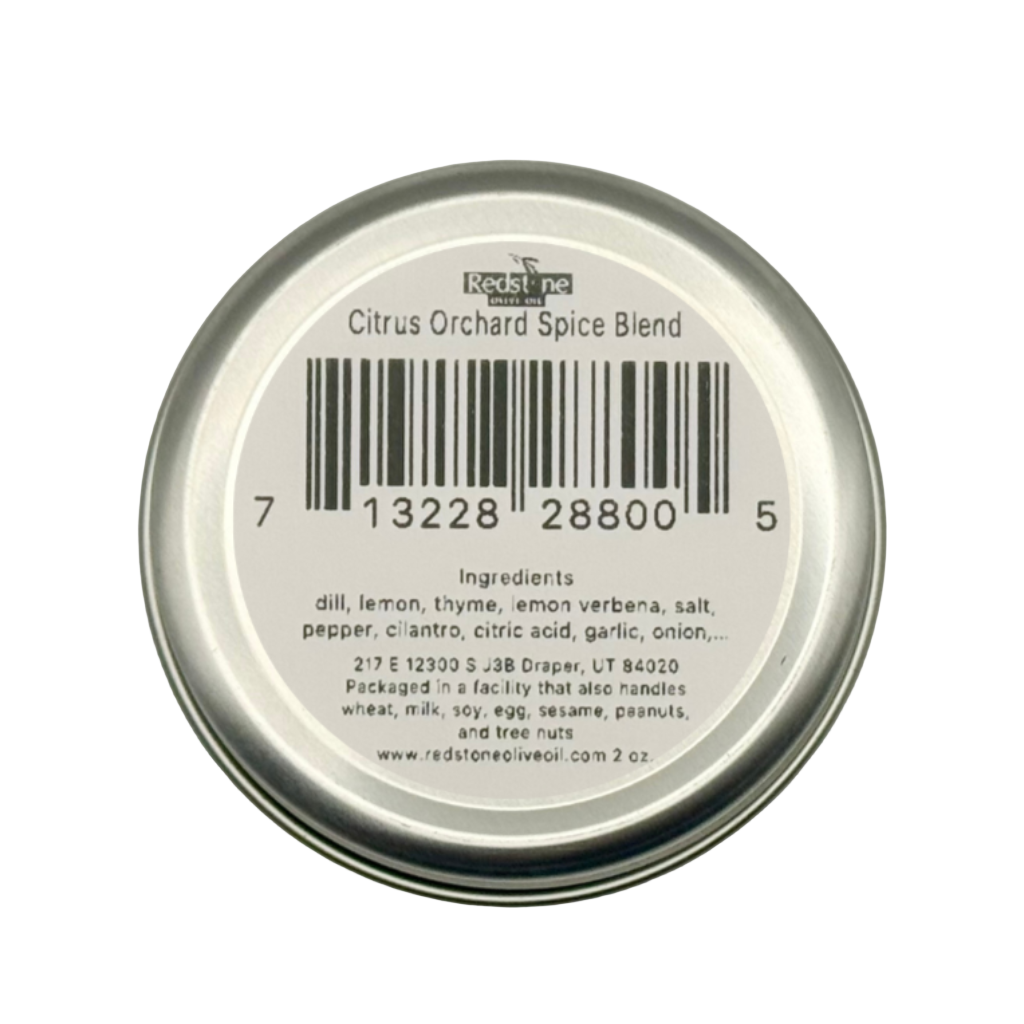 Redstone
OLIVE OIL
Citrus Orchard Spice Blend
7 13228 28800 5
Ingredients
dill, lemon, thyme, lemon verbena, salt,
pepper, cilantro, citric acid, garlic, onion,...
217 E 12300 S J3B Draper, UT 84020
Packaged in a facility that also handles
wheat, milk, soy, egg, sesame, peanuts,
and tree nuts
www.redstoneoliveoil.com 2 oz.